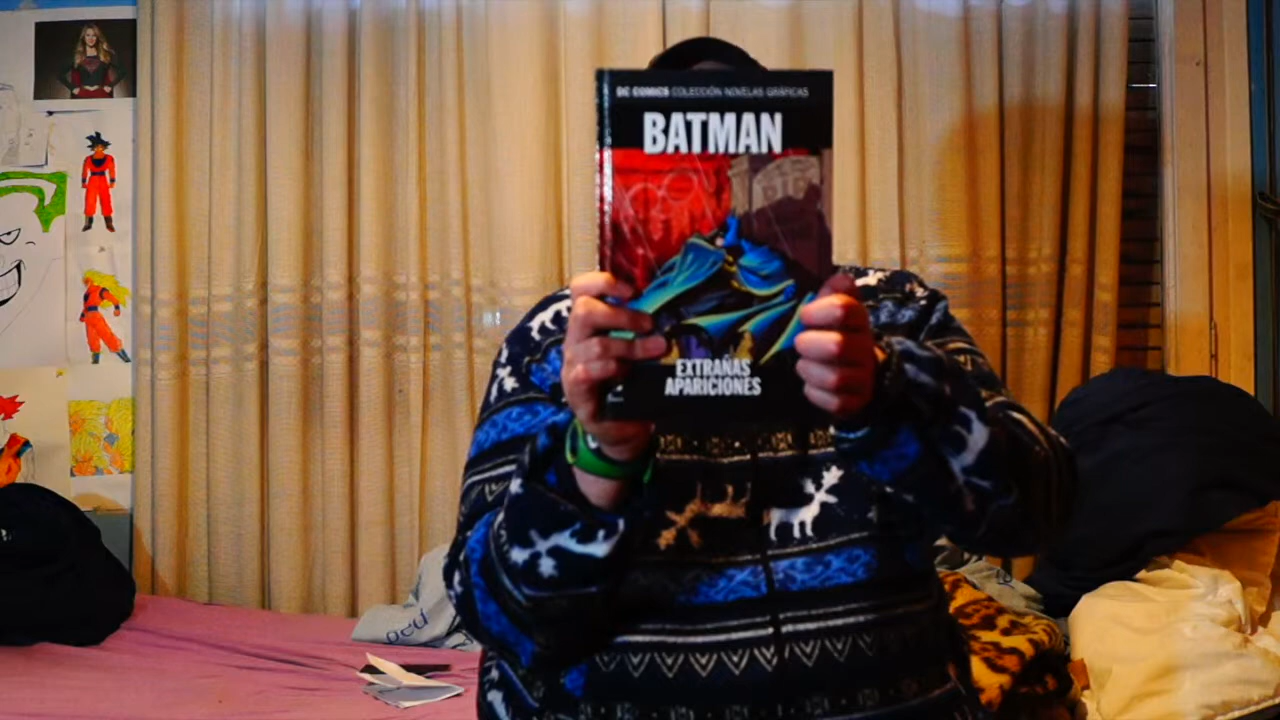 DC COMICS COLECCIÓN NOVELAS GRÁFICAS
BATMAN
EXTRAÑAS
APARICIONES